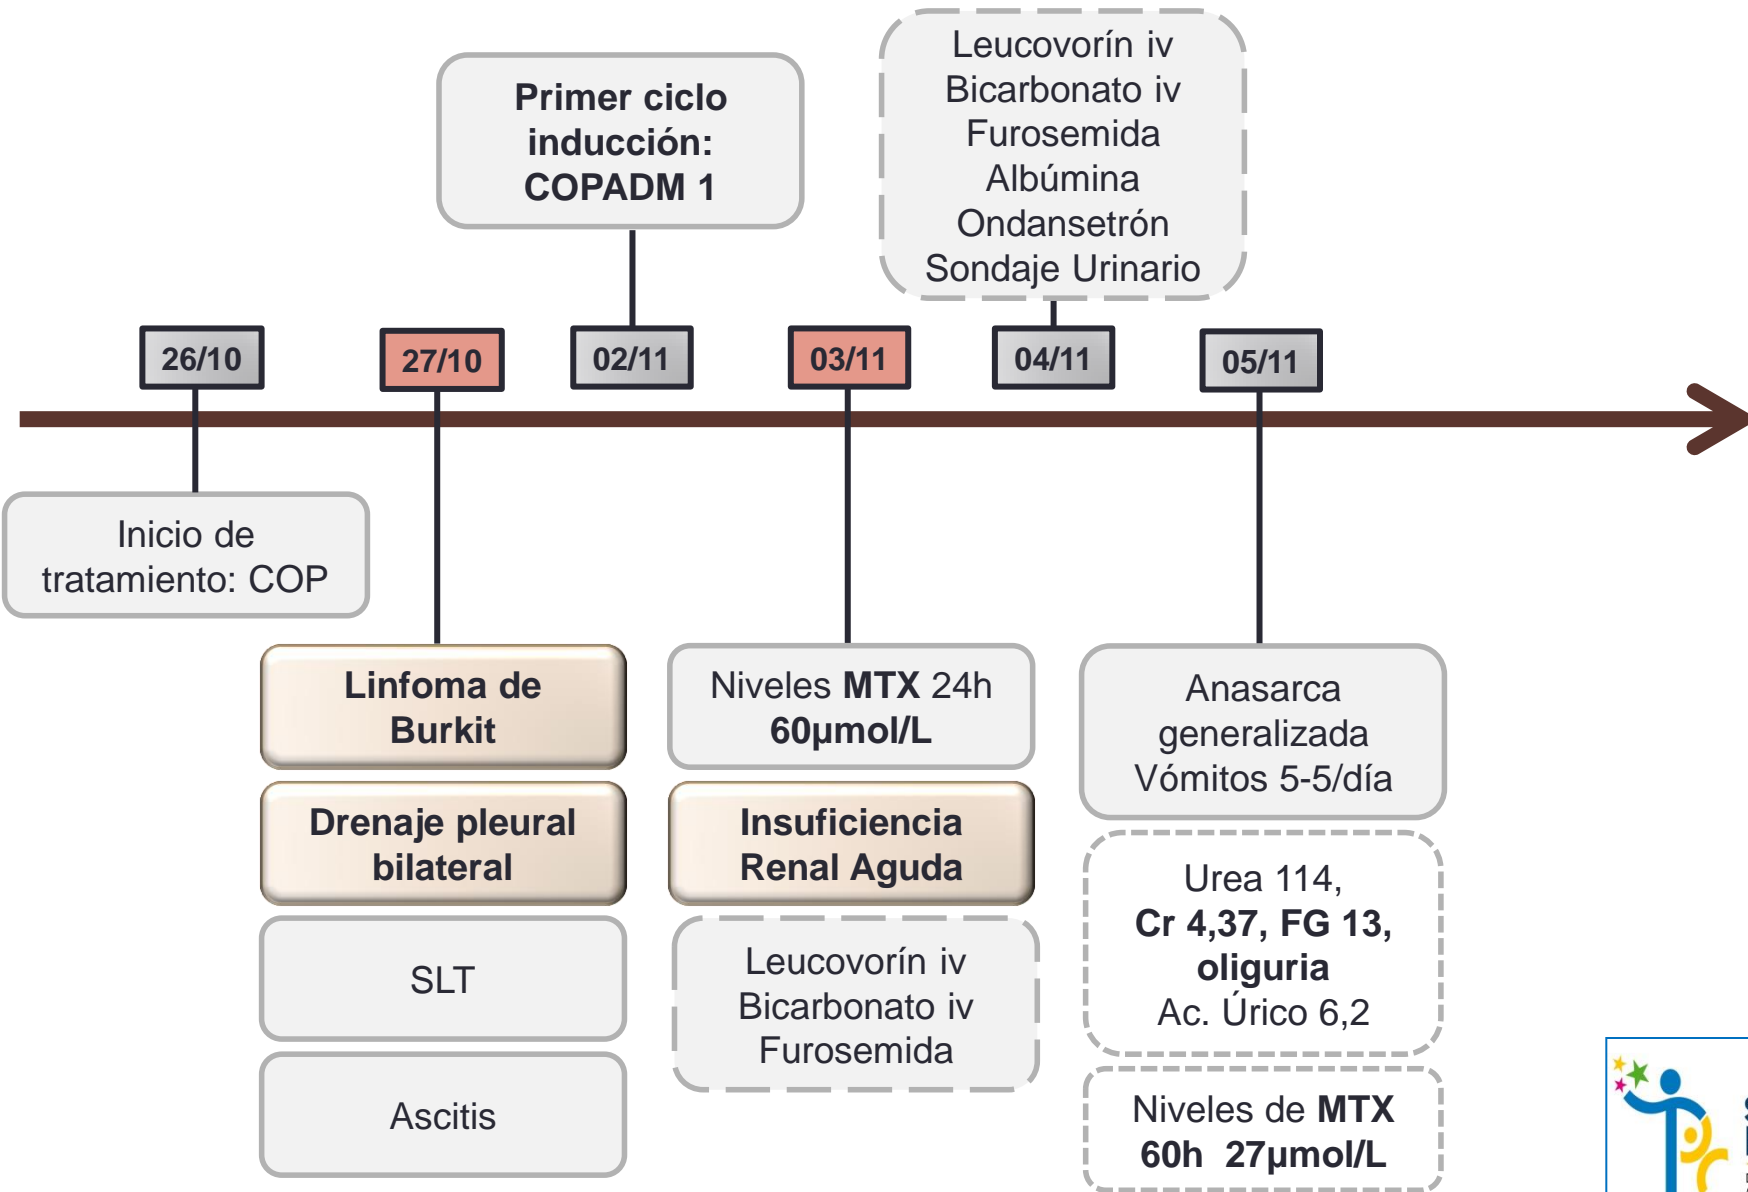 Primer ciclo
inducción:
COPADM 1
Leucovorín iv
Bicarbonato iv
Furosemida
Albúmina
Ondansetrón
Sondaje Urinario
26/10
27/10
02/11
03/11
04/11
05/11
Inicio de
tratamiento: COP
Linfoma de
Burkit
Drenaje pleural
bilateral
SLT
Ascitis
Niveles MTX 24h
60µmol/L
Insuficiencia
Renal Aguda
Leucovorín iv
Bicarbonato iv
Furosemida
Anasarca
generalizada
Vómitos 5-5/día
Urea 114,
Cr 4,37, FG 13,
oliguria
Ac. Úrico 6,2
Niveles de MTX
60h 27µmol/L